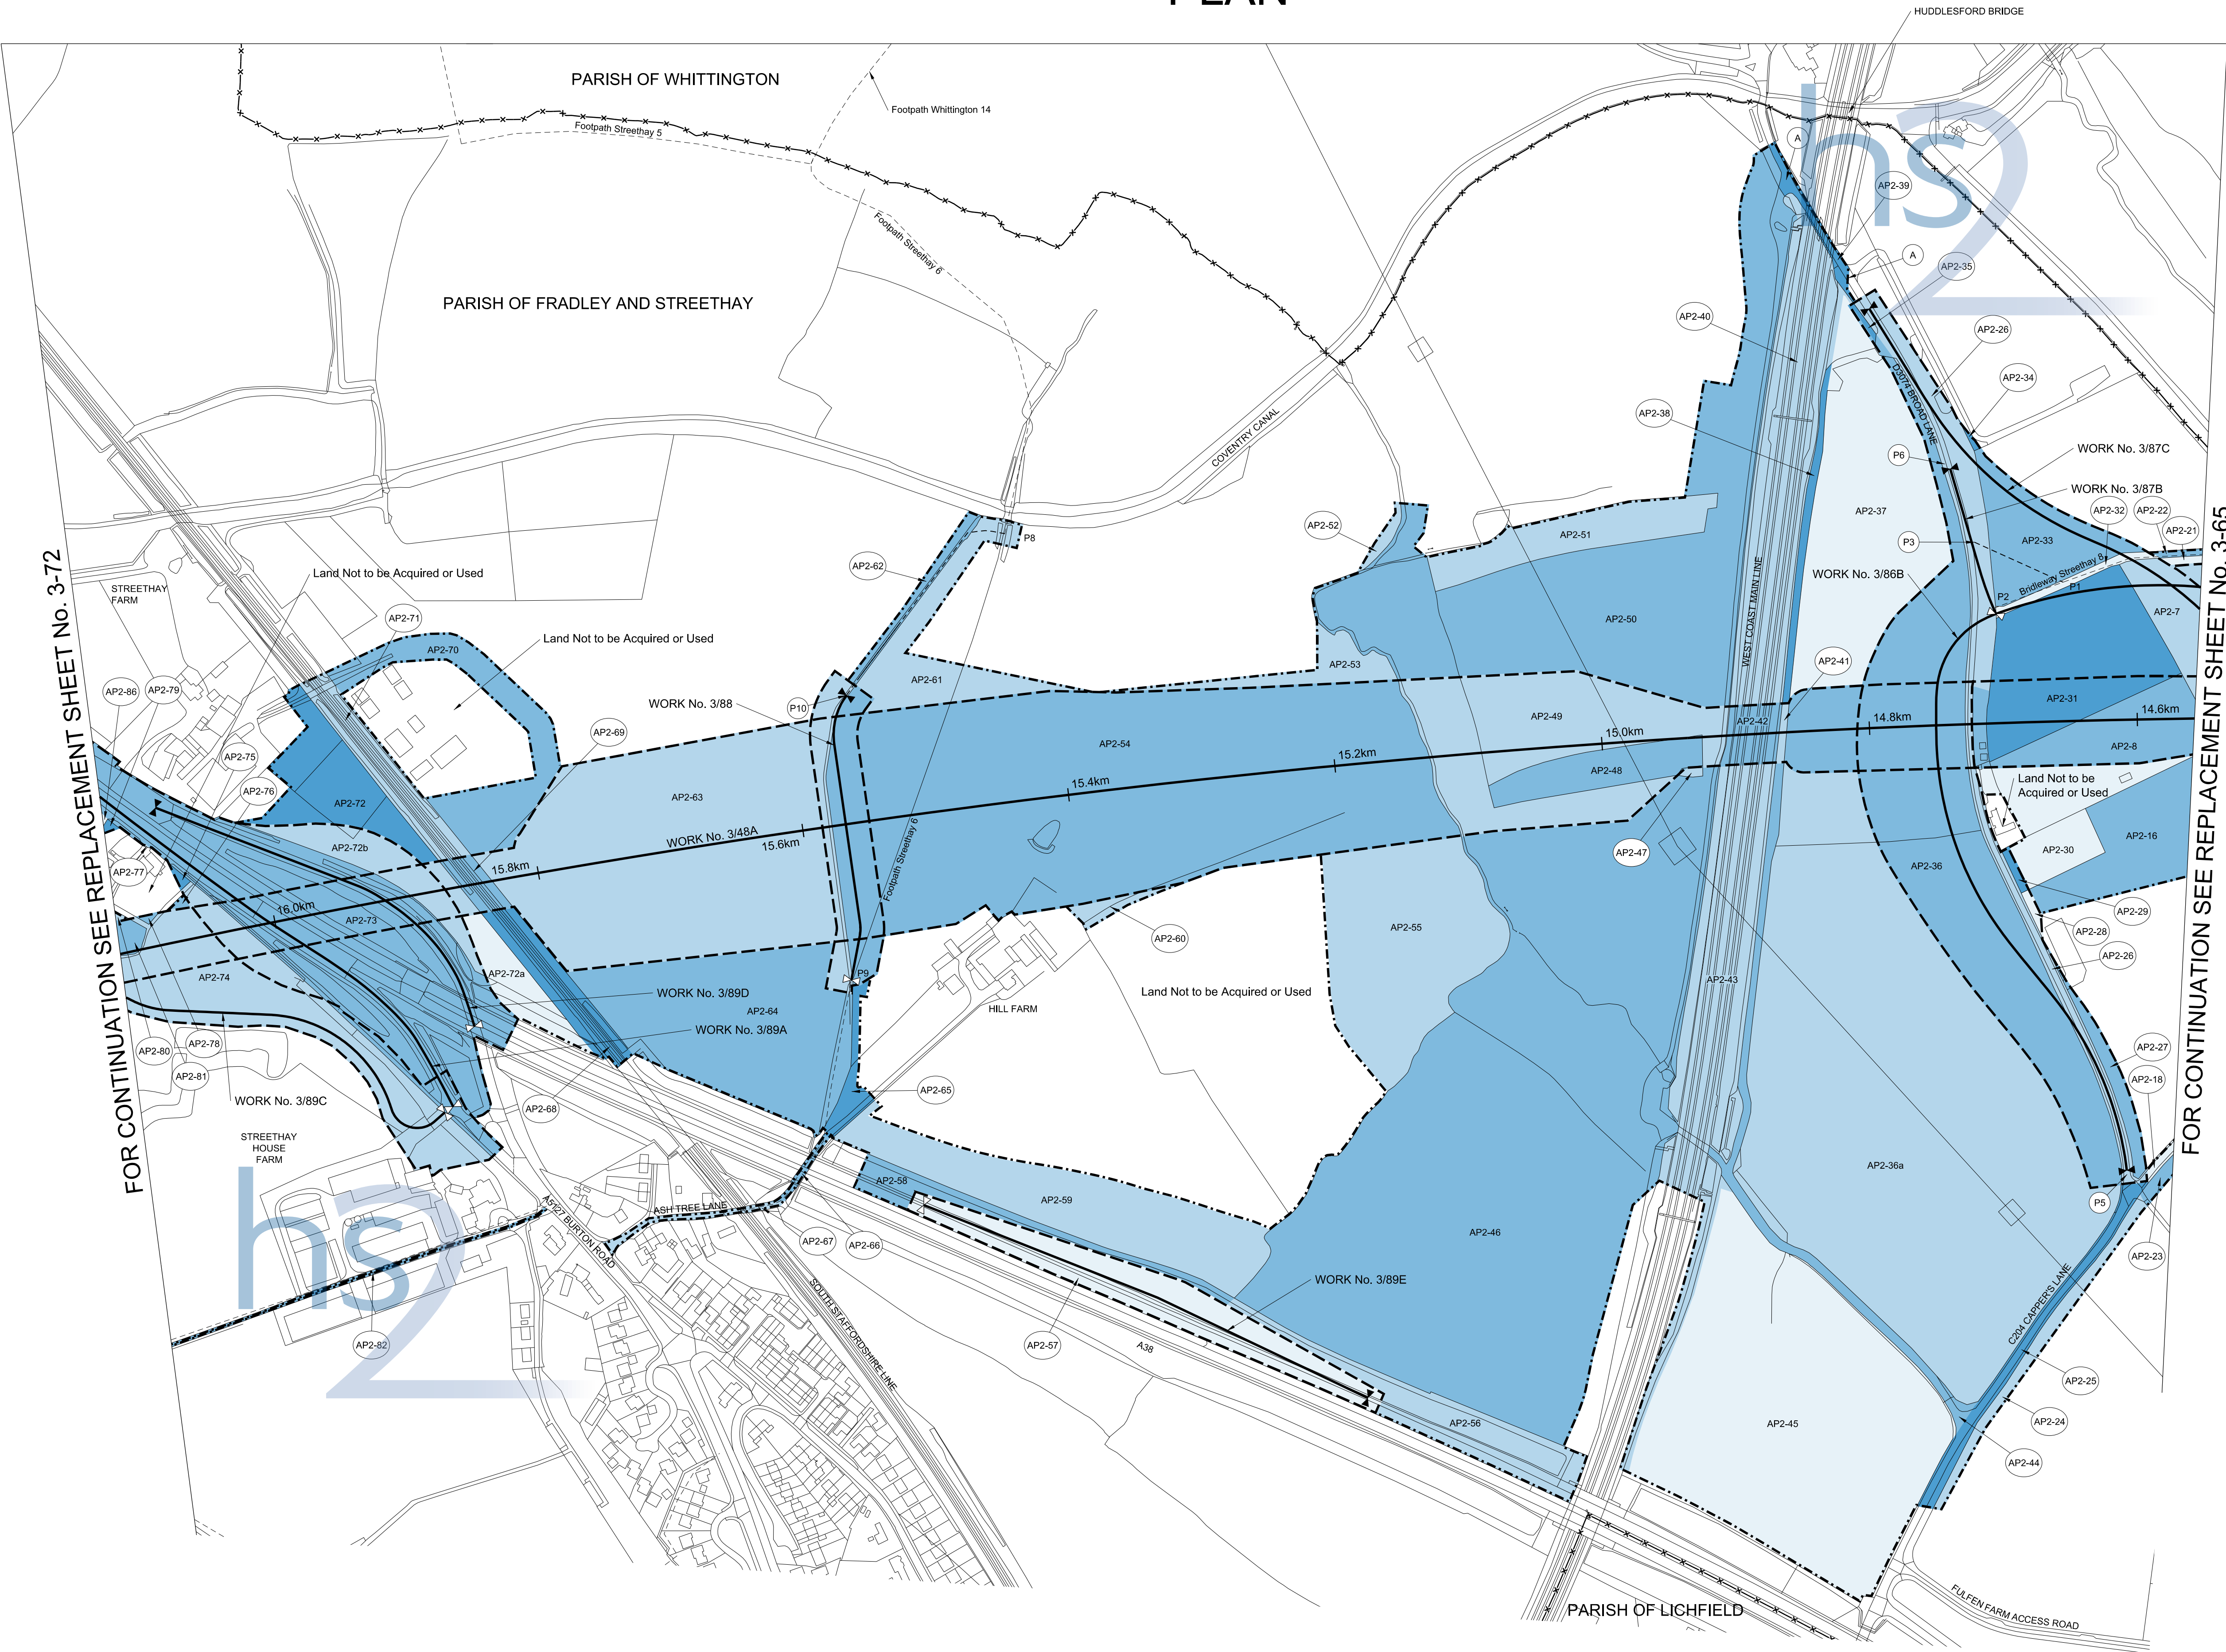 PLAN
HUDDLESFORD BRIDGE
PARISH OF WHITTINGTON
Footpath Whittington 14
Footpath Streethay 5
hs2
A
AP2-39
Footpath Streethay 6
A
AP2-35
PARISH OF FRADLEY AND STREETHAY
AP2-40
AP2-26
D3074 BROAD LANE
AP2-34
AP2-38
COVENTRY CANAL
WORK No. 3/87C
P6
WORK No. 3/87B
AP2-32
AP2-22
AP2-21
AP2-37
AP2-52
AP2-51
P8
P3
AP2-33
FOR CONTINUATION SEE REPLACEMENT SHEET No. 3-72
FOR CONTINUATION SEE REPLACEMENT SHEET No. 3-65
AP2-62
Land Not to be Acquired or Used
WORK No. 3/86B
Bridleway Streethay 8
P1
P2
STREETHAY
FARM
AP2-7
AP2-71
AP2-50
WEST COAST MAIN LINE
Land Not to be Acquired or Used
AP2-70
AP2-53
AP2-41
AP2-61
AP2-86
AP2-79
AP2-31
WORK No. 3/88
P10
AP2-49
AP2-42
14.8km
14.6km
AP2-69
AP2-54
15.0km
AP2-8
AP2-75
15.2km
AP2-48
Land Not to be
Acquired or Used
AP2-76
15.4km
AP2-63
AP2-72
WORK No. 3/48A
15.6km
AP2-16
AP2-72b
AP2-47
AP2-30
15.8km
AP2-77
AP2-36
Footpath Streethay 6
16.0km
AP2-73
AP2-29
AP2-60
AP2-55
AP2-28
AP2-26
AP2-74
AP2-72a
P9
AP2-43
WORK No. 3/89D
Land Not to be Acquired or Used
AP2-64
HILL FARM
WORK No. 3/89A
AP2-80
AP2-78
AP2-27
AP2-81
AP2-18
AP2-65
WORK No. 3/89C
AP2-68
STREETHAY
HOUSE
FARM
AP2-36a
AP2-58
AP2-59
P5
hs2
A5127 BURTON ROAD
ASH TREE LANE
AP2-46
AP2-67
AP2-66
AP2-23
WORK No. 3/89E
C204 CAPPER'S LANE
SOUTH STAFFORDSHIRE LINE
AP2-82
AP2-57
A38
AP2-25
AP2-24
AP2-56
AP2-45
AP2-44
FULFEN FARM ACCESS ROAD
PARISH OF LICHFIELD